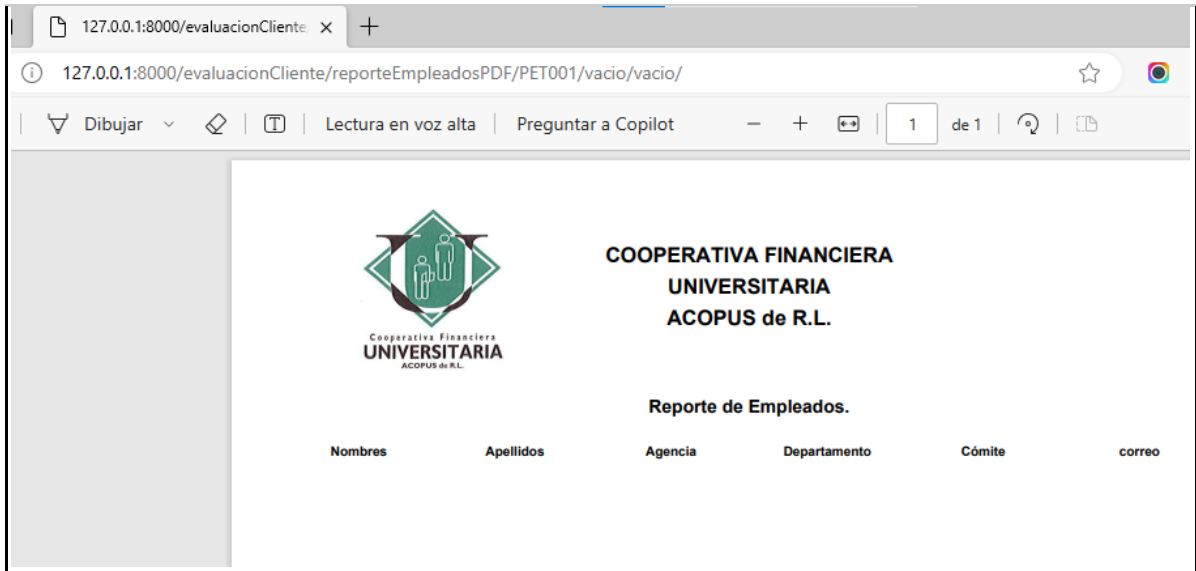 127.0.0.1:8000/evaluacionCliente/
127.0.0.1:8000/evaluacionCliente/reporteEmpleadosPDF/PET001/vacio/vacio/
Dibujar
Lectura en voz alta
Preguntar a Copilot
1 de 1
COOPERATIVA FINANCIERA
UNIVERSITARIA
ACOPUS de R.L.
Cooperativa Financiera
UNIVERSITARIA
ACOPUS de R.L.
Reporte de Empleados.
Nombres Apellidos Agencia Departamento Cómite correo